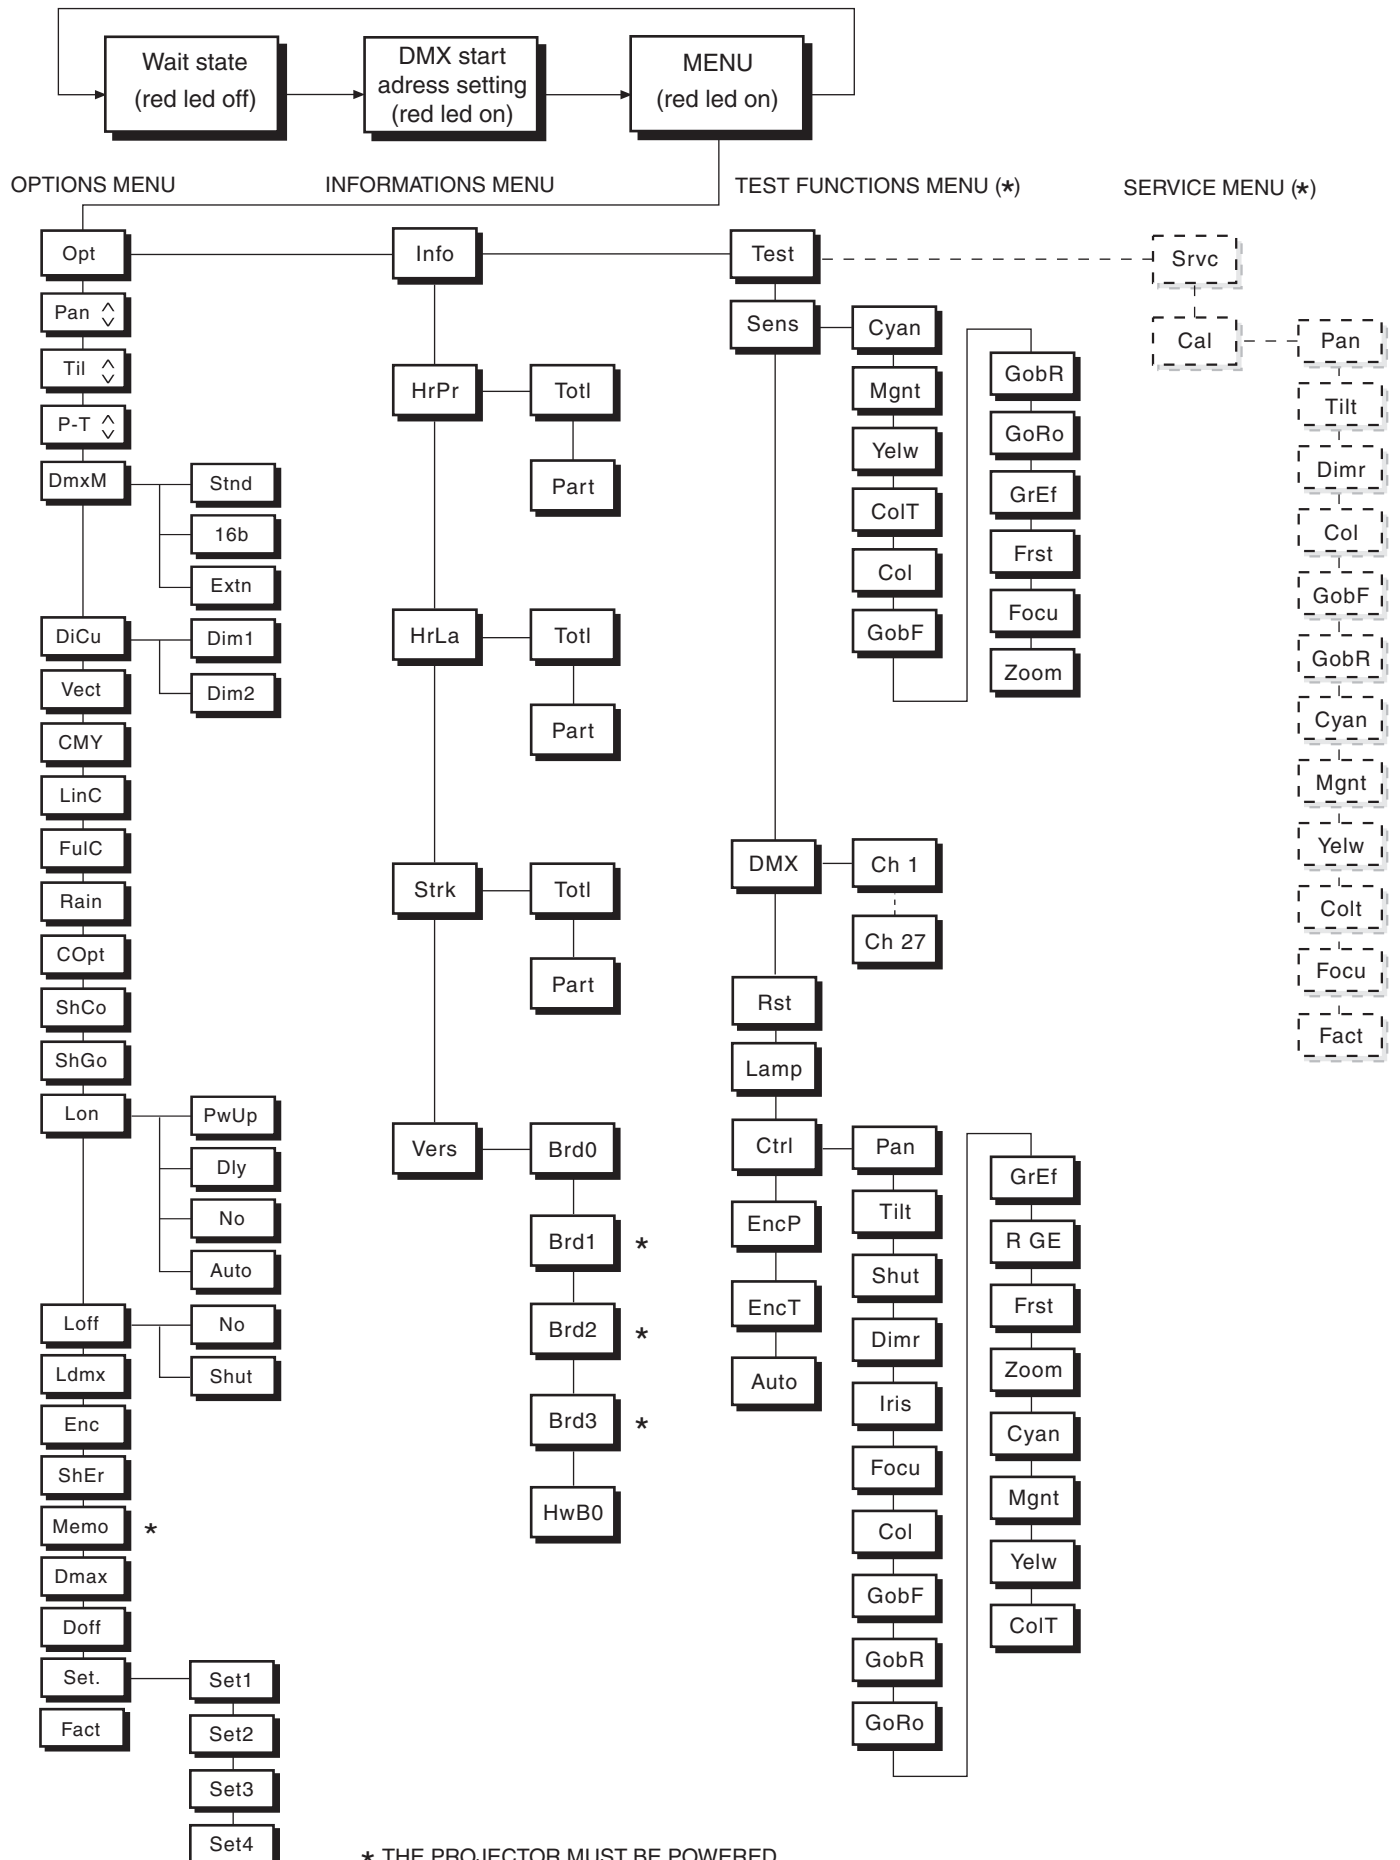 Wait state
(red led off)
DMX start
adress setting
(red led on)
MENU
(red led on)
OPTIONS MENU
INFORMATIONS MENU
TEST FUNCTIONS MENU (*)
SERVICE MENU (*)
Opt
Pan
Til
P-T
DmxM
Stnd
16b
Extn
DiCu
Dim1
Dim2
Vect
CMY
LinC
FulC
Rain
COpt
ShCo
ShGo
Lon
PwUp
Dly
No
Auto
Loff
No
Shut
Ldmx
Enc
ShEr
Memo *
Dmax
Doff
Set.
Set1
Set2
Set3
Set4
Fact
Info
HrPr
Totl
Part
HrLa
Totl
Part
Strk
Totl
Part
Vers
Brd0
Brd1 *
Brd2 *
Brd3 *
HwB0
Test
Sens
Cyan
Mgnt
Yelw
ColT
Col
GobF
GobR
GoRo
GrEf
Frst
Focu
Zoom
DMX
Ch 1
Ch 27
Rst
Lamp
Ctrl
Pan
Tilt
Shut
Dimr
Iris
Focu
Col
GobF
GobR
GoRo
GrEf
R GE
Frst
Zoom
Cyan
Mgnt
Yelw
ColT
EncP
EncT
Auto
Srvc
Cal
Pan
Tilt
Dimr
Col
GobF
GobR
Cyan
Mgnt
Yelw
Colt
Focu
Fact
* THE PROJECTOR MUST BE POWERED